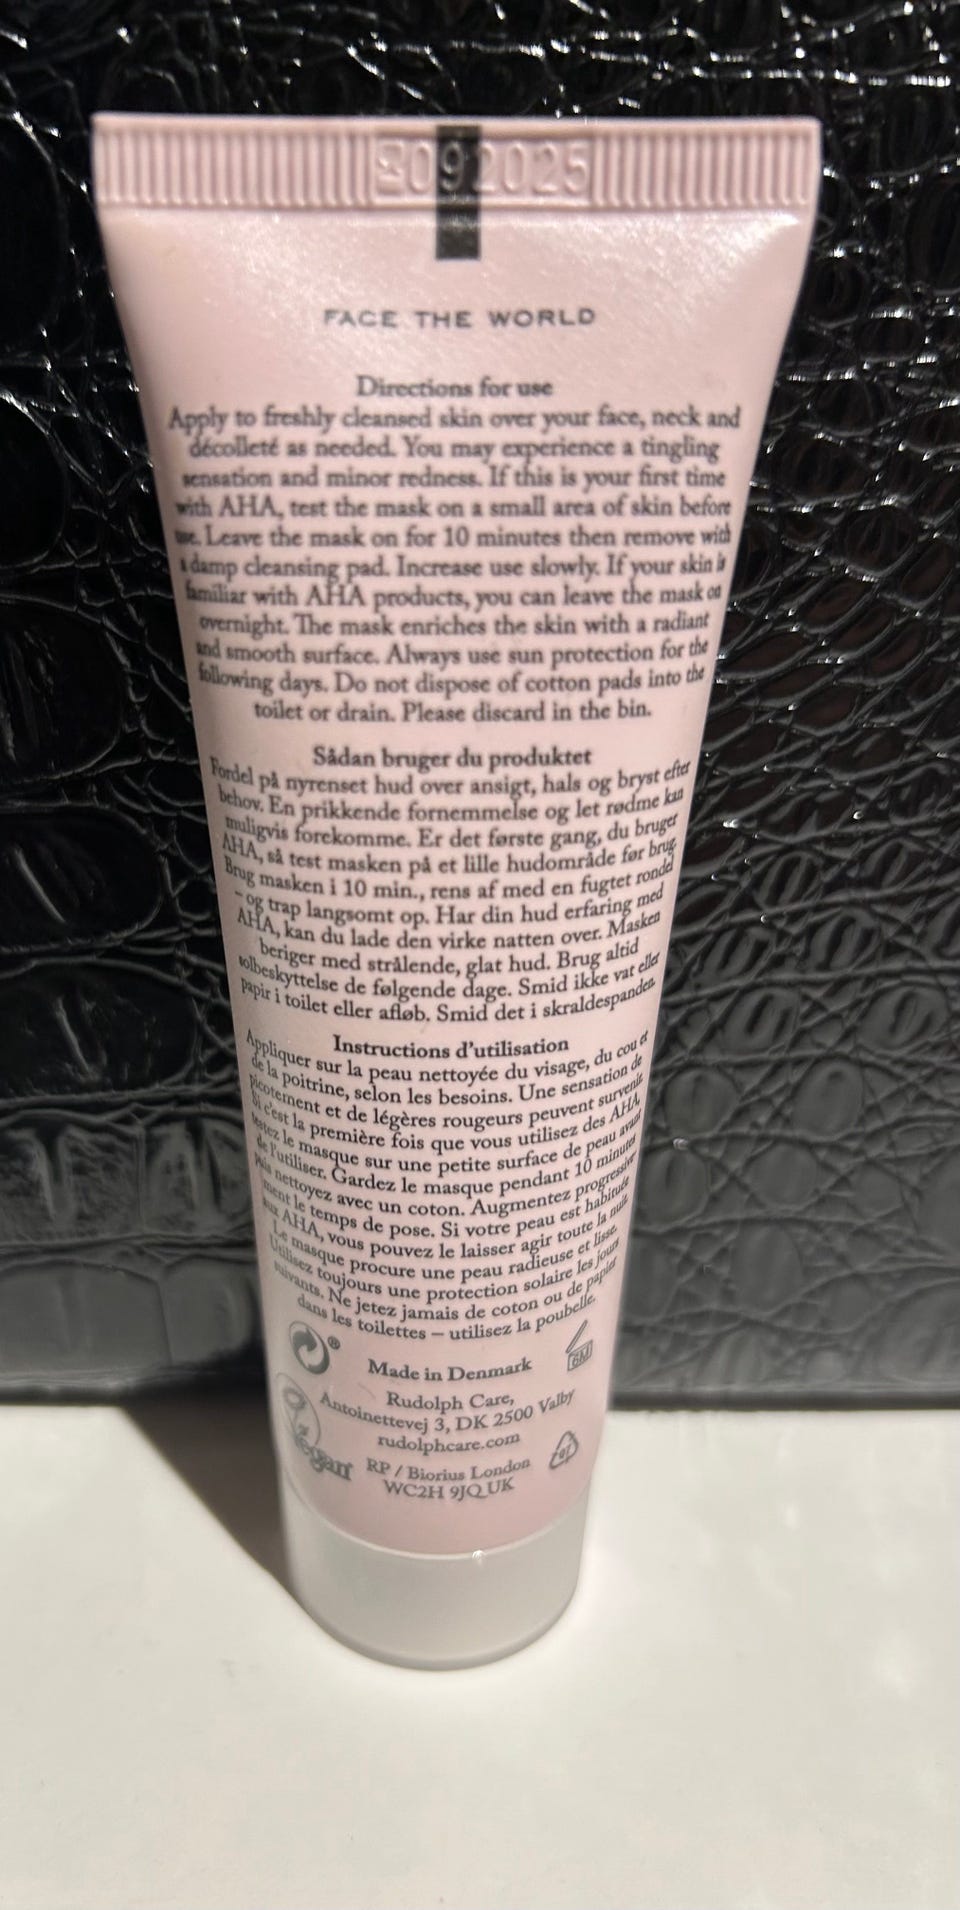 092025
FACE THE WORLD
Directions for use
Apply to freshly cleansed skin over your face, neck and
décolleté as needed. You may experience a tingling
sensation and minor redness. If this is your first time
with AHA, test the mask on a small area of skin before
use. Leave the mask on for 10 minutes then remove with
a damp cleansing pad. Increase use slowly. If your skin is
familiar with AHA products, you can leave the mask on
overnight. The mask enriches the skin with a radiant
and smooth surface. Always use sun protection for the
following days. Do not dispose of cotton pads into the
toilet or drain. Please discard in the bin.
Sådan bruger du produktet
Fordel på nyrenset hud over ansigt, hals og bryst efter
behov. En prikkende fornemmelse og let rødme kan
muligvis forekomme. Er det første gang, du bruger
AHA, så test masken på et lille hudområde før brug.
Brug masken i 10 min., rens af med en fugtet rondel
– og trap langsomt op. Har din hud erfaring med
AHA, kan du lade den virke natten over. Masken
beriger med strålende, glat hud. Brug altid
solbeskyttelse de følgende dage. Smid ikke vat eller
papir i toilet eller afløb. Smid det i skraldespanden.
Instructions d'utilisation
Appliquer sur la peau nettoyée du visage, du cou et
de la poitrine, selon les besoins. Une sensation de
picotement et de légères rougeurs peuvent survenir.
Si c'est la première fois que vous utilisez des AHA,
testez le masque sur une petite surface de peau avant
de l'utiliser. Gardez le masque pendant 10 minutes
puis nettoyez avec un coton. Augmentez progressive-
ment le temps de pose. Si votre peau est habituée
aux AHA, vous pouvez le laisser agir toute la nuit.
Le masque procure une peau radieuse et lisse.
Utilisez toujours une protection solaire les jours
suivants. Ne jetez jamais de coton ou de papier
dans les toilettes – utilisez la poubelle.
®
6M
Made in Denmark
Rudolph Care,
Antoinettevej 3, DK 2500 Valby
rudolphcare.com
Vegan
RP / Biorius London
WC2H 9JQ UK